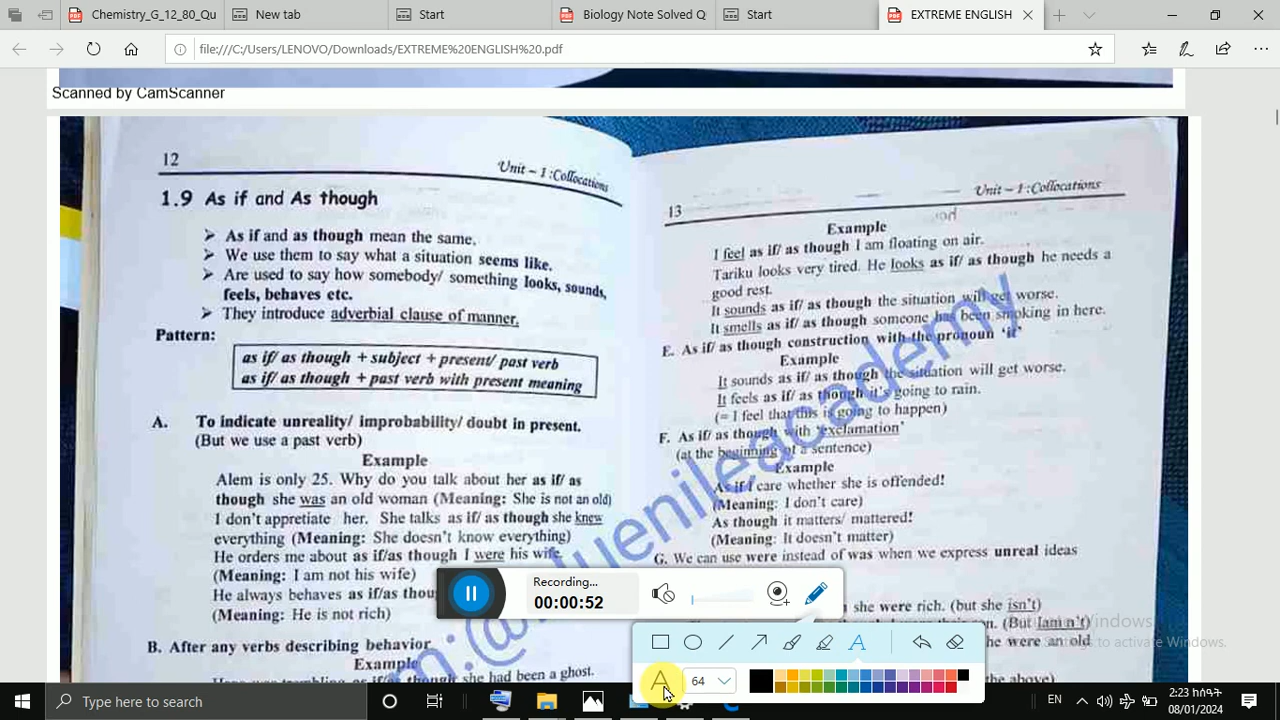 Chemistry_G_12_80_Qu
New tab
Start
Biology Note Solved Q
Start
EXTREME ENGLISH
file:///C:/Users/LENOVO/Downloads/EXTREME%20ENGLISH%20.pdf
Scanned by CamScanner
12
Unit – 1 :Collocations
1.9 As if and As though
➢ As if and as though mean the same.
➢ We use them to say what a situation seems like.
➢ Are used to say how somebody/ something looks, sounds,
feels, behaves etc.
➢ They introduce adverbial clause of manner.
Pattern:
as if/ as though + subject + present/ past verb
as if/ as though + past verb with present meaning
A. To indicate unreality/ improbability/ doubt in present.
(But we use a past verb)
Example
Alem is only 25. Why do you talk about her as if/ as
though she was an old woman (Meaning: She is not an old)
I don't appretiate her. She talks as if/ as though she knew
everything (Meaning: She doesn't know everything)
He orders me about as if/as though I were his wife.
(Meaning: I am not his wife)
He always behaves as if/as thou
(Meaning: He is not rich)
B. After any verbs describing behavior
Example
had been a ghost.
13
Unit – 1 :Collocations
Example
I feel as if/ as though I am floating on air.
Tariku looks very tired. He looks as if/ as though he needs a
good rest.
It sounds as if/ as though the situation will get worse.
It smells as if/ as though someone has been smoking in here.
E. As if/ as though construction with the pronoun 'it'
Example
It sounds as if/ as though the situation will get worse.
It feels as if/ as though it's going to rain.
(= I feel that this is going to happen)
F. As if/ as though with 'exclamation'
(at the beginning of a sentence)
Example
As if I care whether she is offended!
(Meaning: I don't care)
As though it matters/ mattered!
(Meaning: It doesn't matter)
G. We can use were instead of was when we express unreal ideas
she were rich. (but she isn't)
son. (But Iam n't)
he were an old
the above)
uenileacademy
Windows
to activate Windows.
Recording...
00:00:52
A
A
64
Type here to search
EN
2:23
08/01/2024